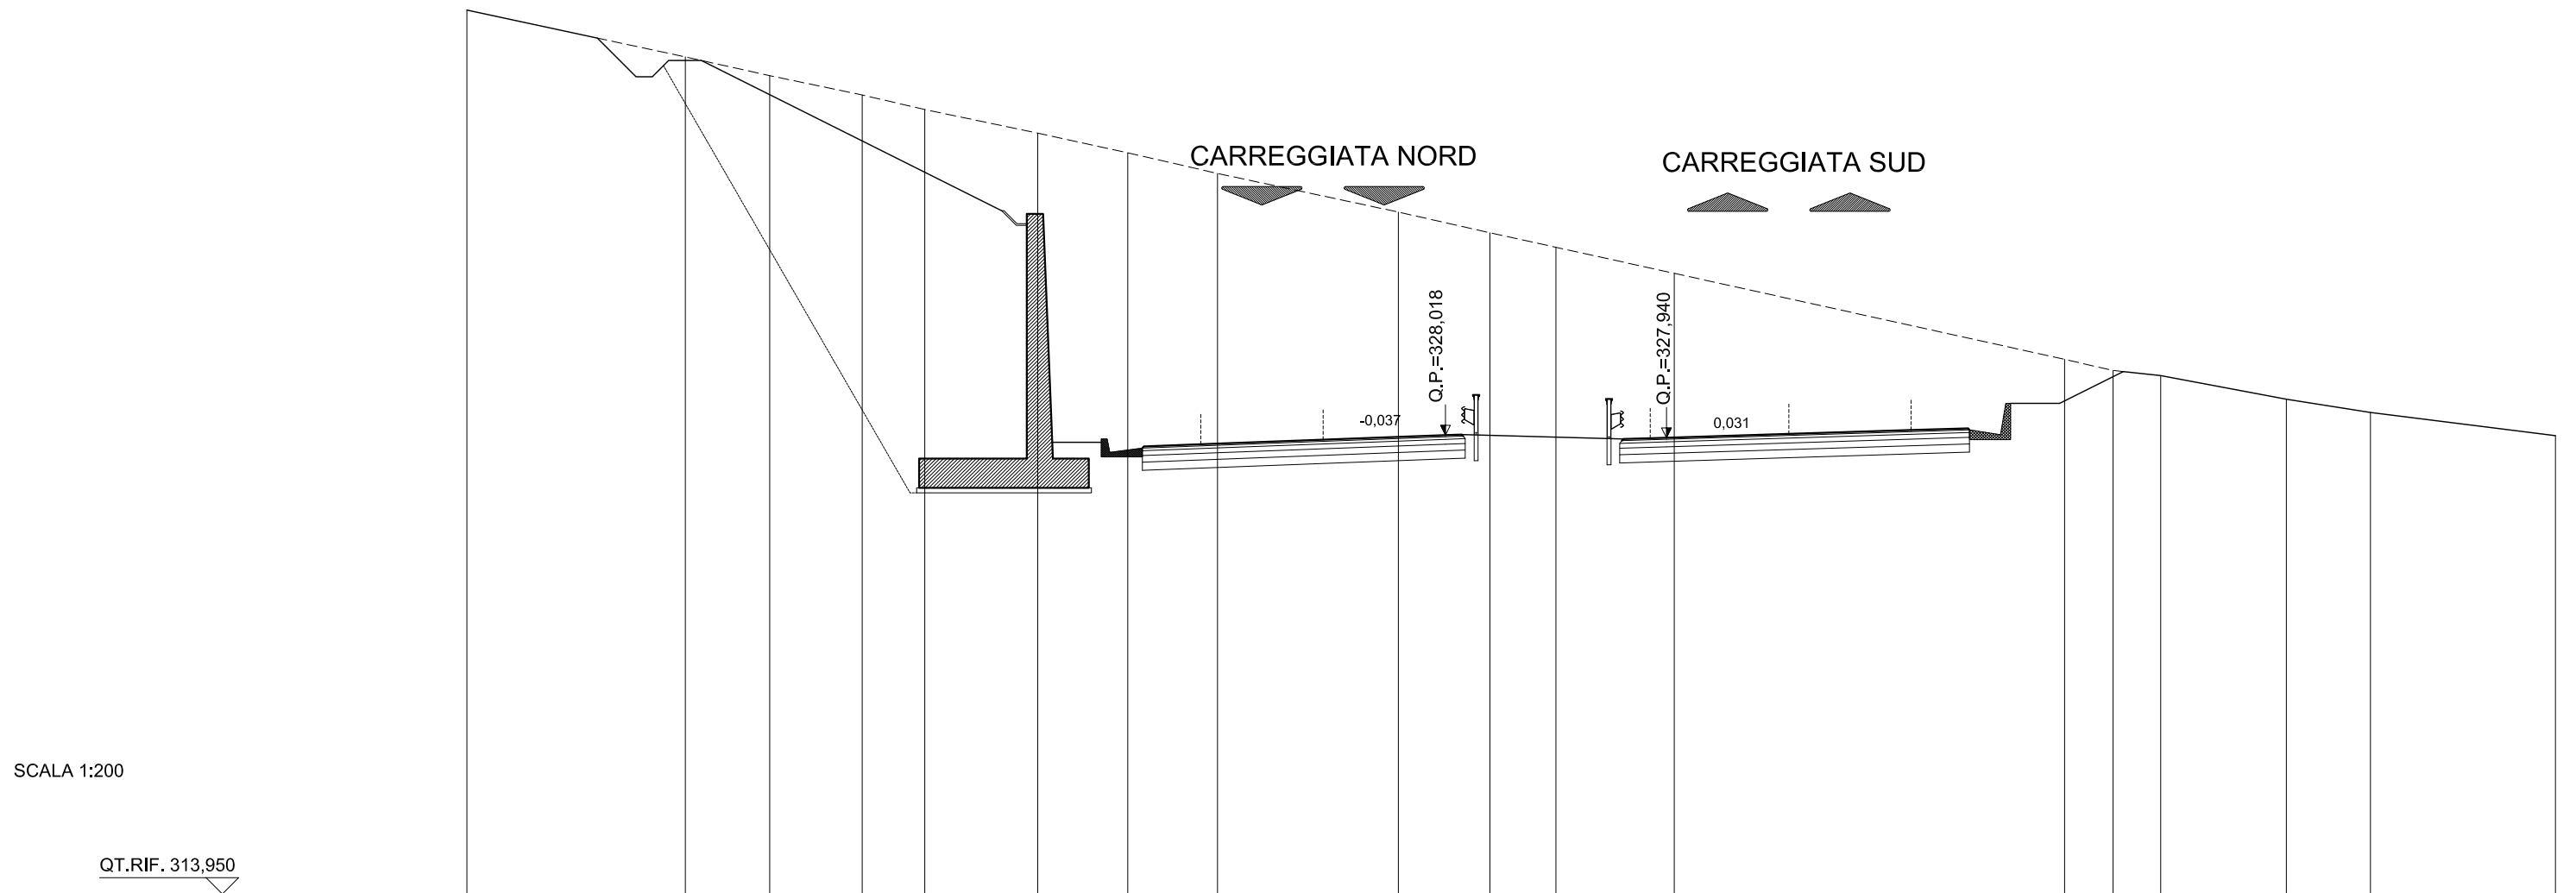 CARREGGIATA NORD
CARREGGIATA SUD
Q.P.=328,018
Q.P.=327,940
-0,037
0,031
SCALA 1:200
QT.RIF. 313,950